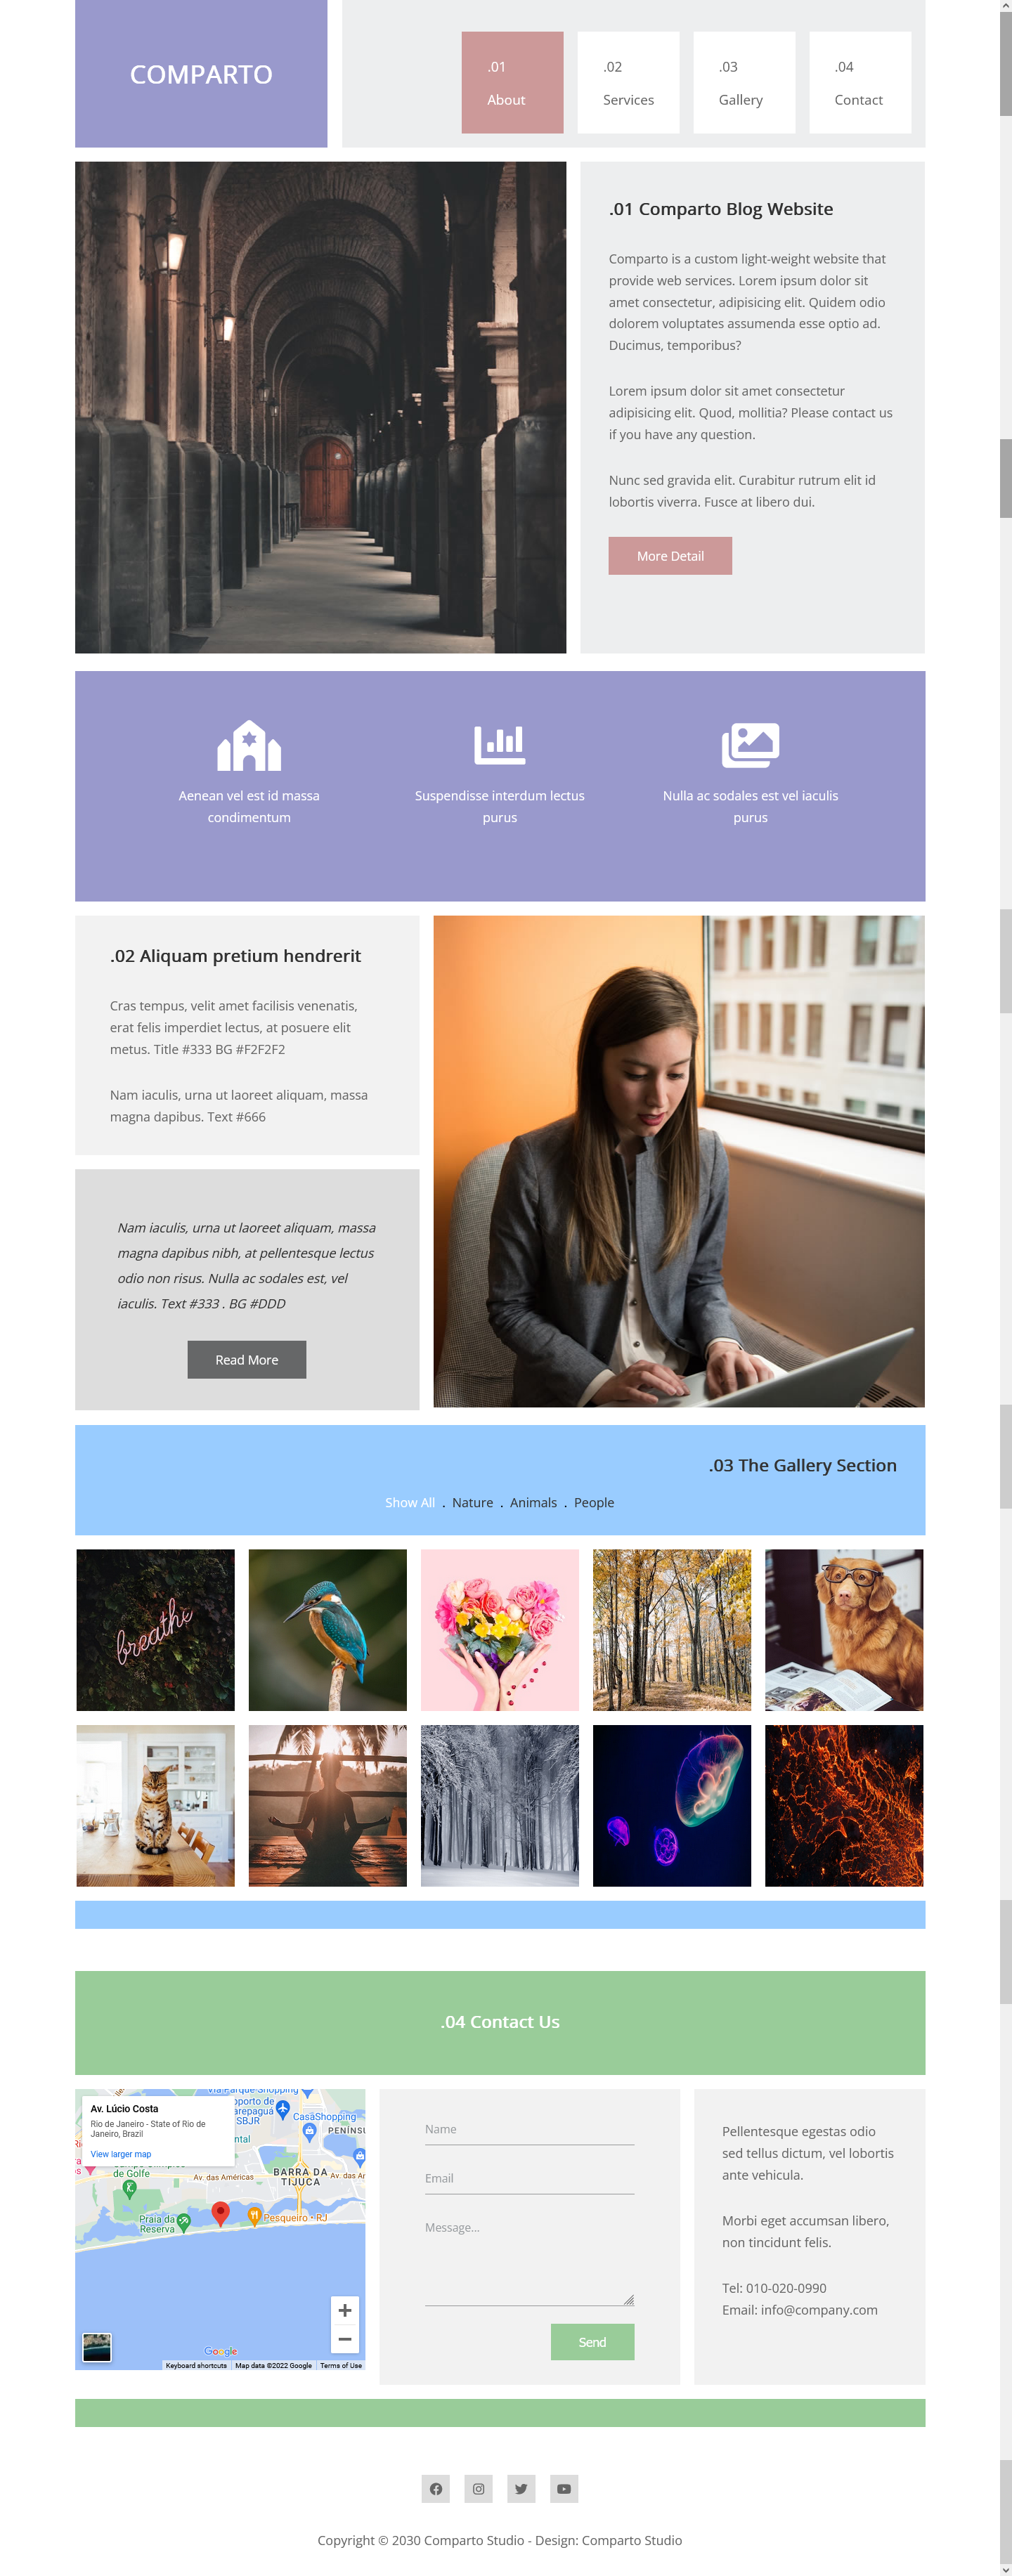 COMPARTO
.01
About
.02
Services
.03
Gallery
.04
Contact
.01 Comparto Blog Website
Comparto is a custom light-weight website that
provide web services. Lorem ipsum dolor sit
amet consectetur, adipisicing elit. Quidem odio
dolorem voluptates assumenda esse optio ad.
Ducimus, temporibus?
Lorem ipsum dolor sit amet consectetur
adipisicing elit. Quod, mollitia? Please contact us
if you have any question.
Nunc sed gravida elit. Curabitur rutrum elit id
lobortis viverra. Fusce at libero dui.
More Detail
Aenean vel est id massa
condimentum
Suspendisse interdum lectus
purus
Nulla ac sodales est vel iaculis
purus
.02 Aliquam pretium hendrerit
Cras tempus, velit amet facilisis venenatis,
erat felis imperdiet lectus, at posuere elit
metus. Title #333 BG #F2F2F2
Nam iaculis, urna ut laoreet aliquam, massa
magna dapibus. Text #666
Nam iaculis, urna ut laoreet aliquam, massa
magna dapibus nibh, at pellentesque lectus
odio non risus. Nulla ac sodales est, vel
iaculis. Text #333 . BG #DDD
Read More
.03 The Gallery Section
Show All . Nature . Animals . People
breathe
.04 Contact Us
Av. Lúcio Costa
Rio de Janeiro - State of Rio de
Janeiro, Brazil
View larger map
Via Parque Shopping
SBJR
CasaShopping
PENÍNSU
Campo Olímpico
de Golfe
Av. das Américas
Av. das Am
BARRA DA
TIJUCA
Praia da
Reserva
Pesqueiro - RJ
Google
Keyboard shortcuts
Map data ©2022 Google
Terms of Use
Name
Email
Message...
Send
Pellentesque egestas odio
sed tellus dictum, vel lobortis
ante vehicula.
Morbi eget accumsan libero,
non tincidunt felis.
Tel: 010-020-0990
Email: info@company.com
Copyright © 2030 Comparto Studio - Design: Comparto Studio